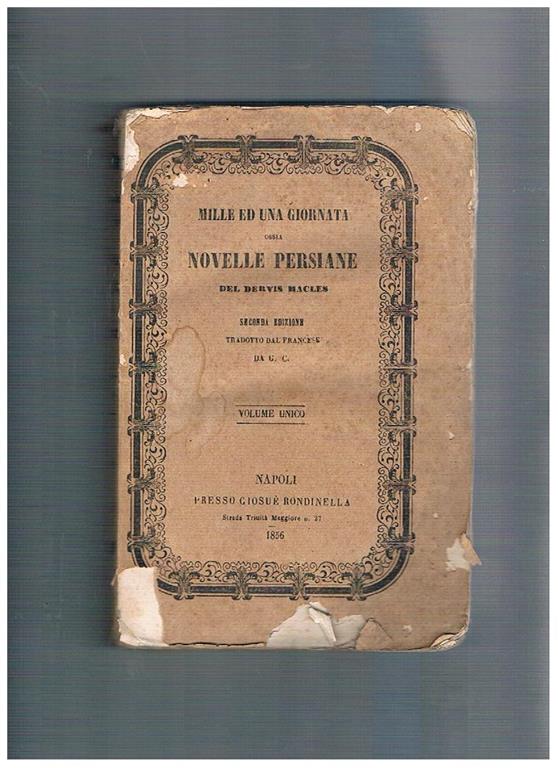 MILLE ED UNA GIORNATA
OSSIA
NOVELLE PERSIANE
DEL DERVIS MACLES
SECONDA EDIZIONE
TRADOTTO DAL FRANCESE
DA G. C.
VOLUME UNICO
NAPOLI
PRESSO GIOSUÈ RONDINELLA
Strada Trinità Maggiore n. 27
1856